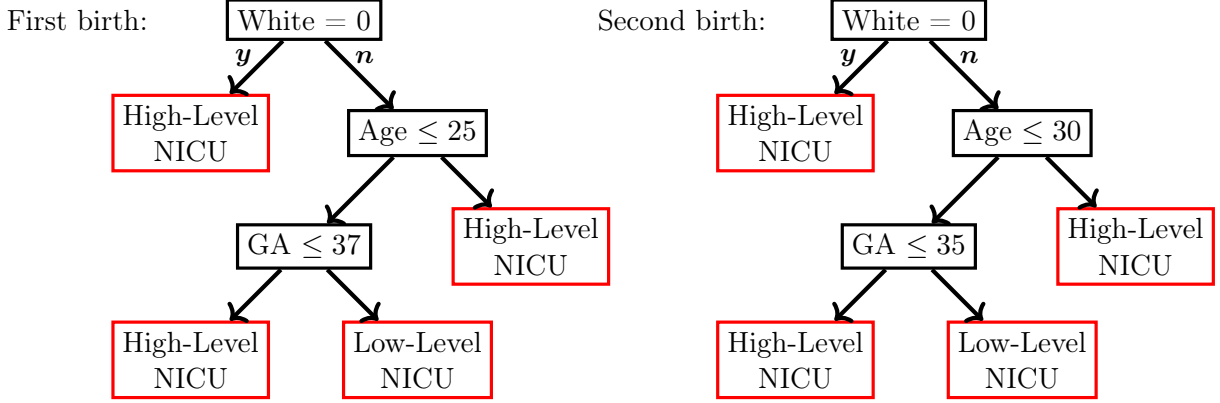 First birth:
White = 0
y
n
High-Level
NICU
Age ≤ 25
GA ≤ 37
High-Level
NICU
High-Level
NICU
Low-Level
NICU
Second birth:
White = 0
y
n
High-Level
NICU
Age ≤ 30
GA ≤ 35
High-Level
NICU
High-Level
NICU
Low-Level
NICU